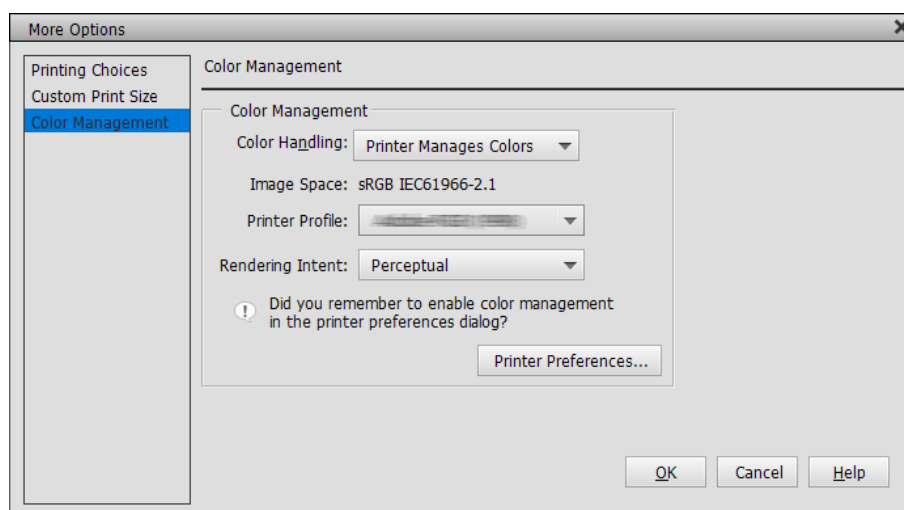 More Options
Printing Choices
Custom Print Size
Color Management
Color Management
Color Management
Color Handling: Printer Manages Colors
Image Space: sRGB IEC61966-2.1
Printer Profile:
Rendering Intent: Perceptual
Did you remember to enable color management
in the printer preferences dialog?
Printer Preferences...
OK Cancel Help